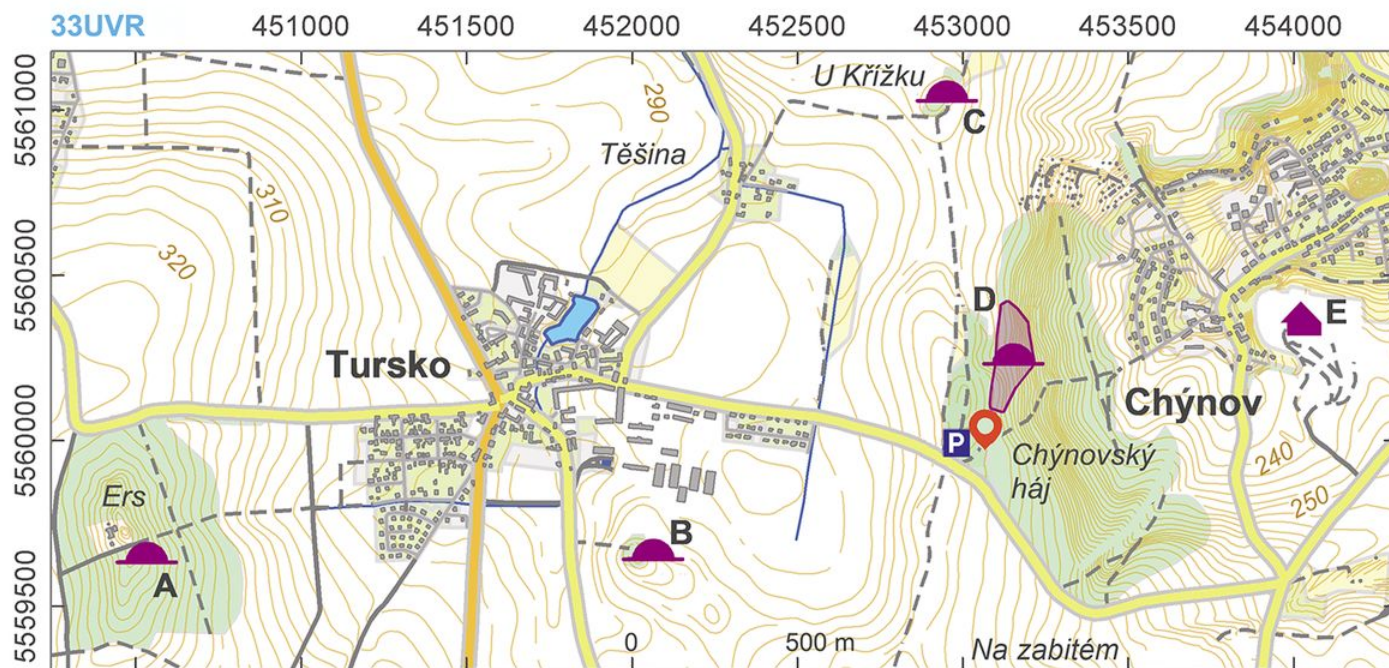 33UVR 451000 451500 452000 452500 453000 453500 454000
5561000
5560500
5560000
5559500
U Křížku
C
290
Těšina
310
320
D
E
Tursko
Chýnov
P
Chýnovský
háj
240
250
Ers
A
B
0 500 m
Na zabitém